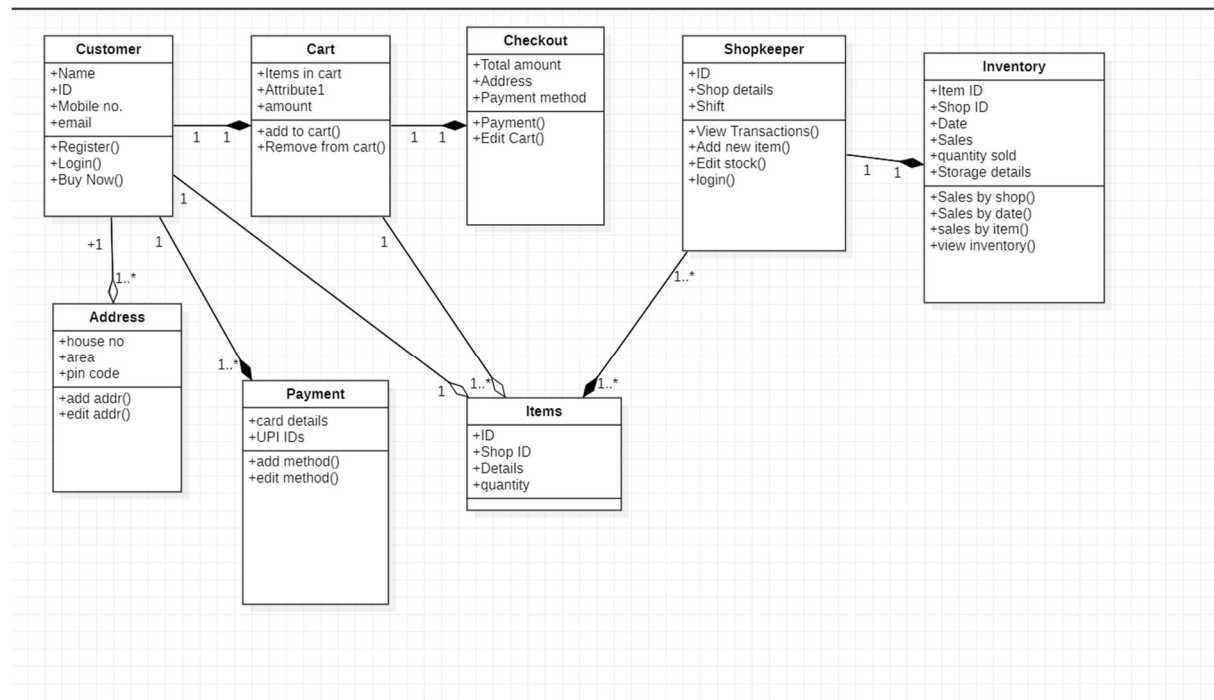 Customer
+Name
+ID
+Mobile no.
+email
+Register()
+Login()
+Buy Now()
Cart
+Items in cart
+Attribute1
+amount
+add to cart()
+Remove from cart()
Checkout
+Total amount
+Address
+Payment method
+Payment()
+Edit Cart()
Shopkeeper
+ID
+Shop details
+Shift
+View Transactions()
+Add new item()
+Edit stock()
+login()
Inventory
+Item ID
+Shop ID
+Date
+Sales
+quantity sold
+Storage details
+Sales by shop()
+Sales by date()
+sales by item()
+view inventory()
1
1
1
1
1
1
1
+1
1
1
1..*
1..*
1..*
1
1..*
1..*
Address
+house no
+area
+pin code
+add addr()
+edit addr()
Payment
+card details
+UPI IDs
+add method()
+edit method()
Items
+ID
+Shop ID
+Details
+quantity